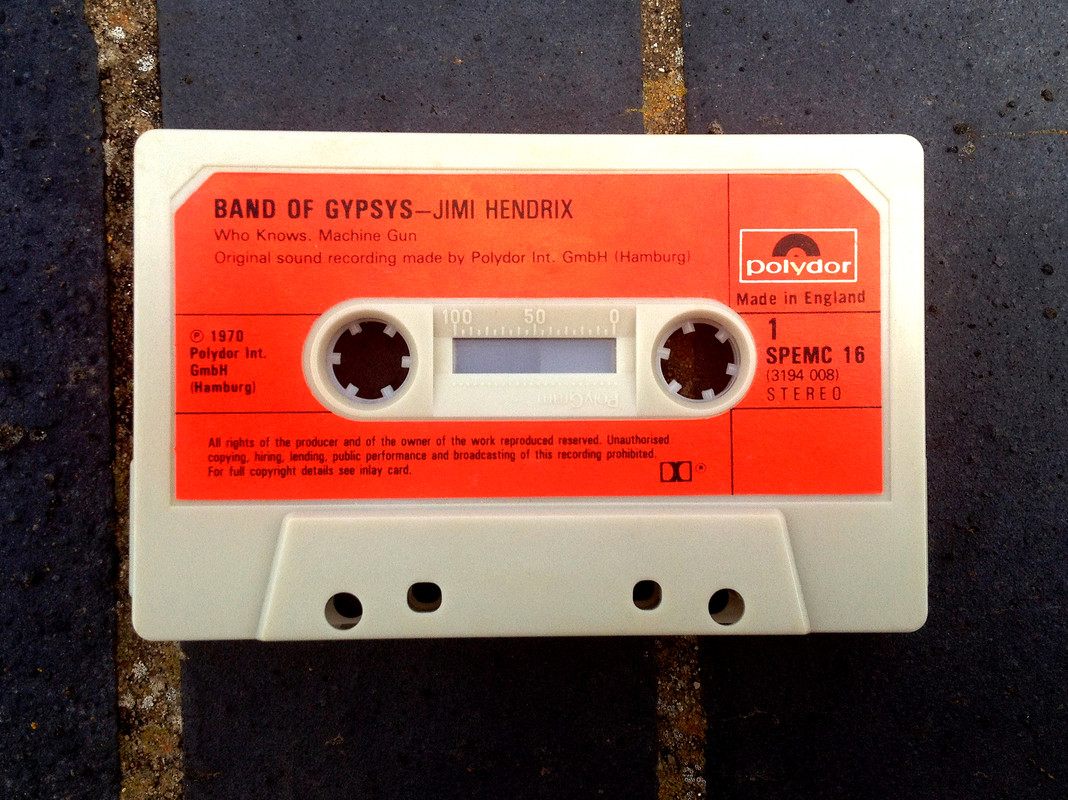 BAND OF GYPSYS—JIMI HENDRIX
Who Knows. Machine Gun
Original sound recording made by Polydor Int. GmbH (Hamburg)
polydor
Made in England
℗ 1970
Polydor Int.
GmbH
(Hamburg)
100 50 0
PolyGram
1
SPEMC 16
(3194 008)
STEREO
All rights of the producer and of the owner of the work reproduced reserved. Unauthorised
copying, hiring, lending, public performance and broadcasting of this recording prohibited.
For full copyright details see inlay card.
®